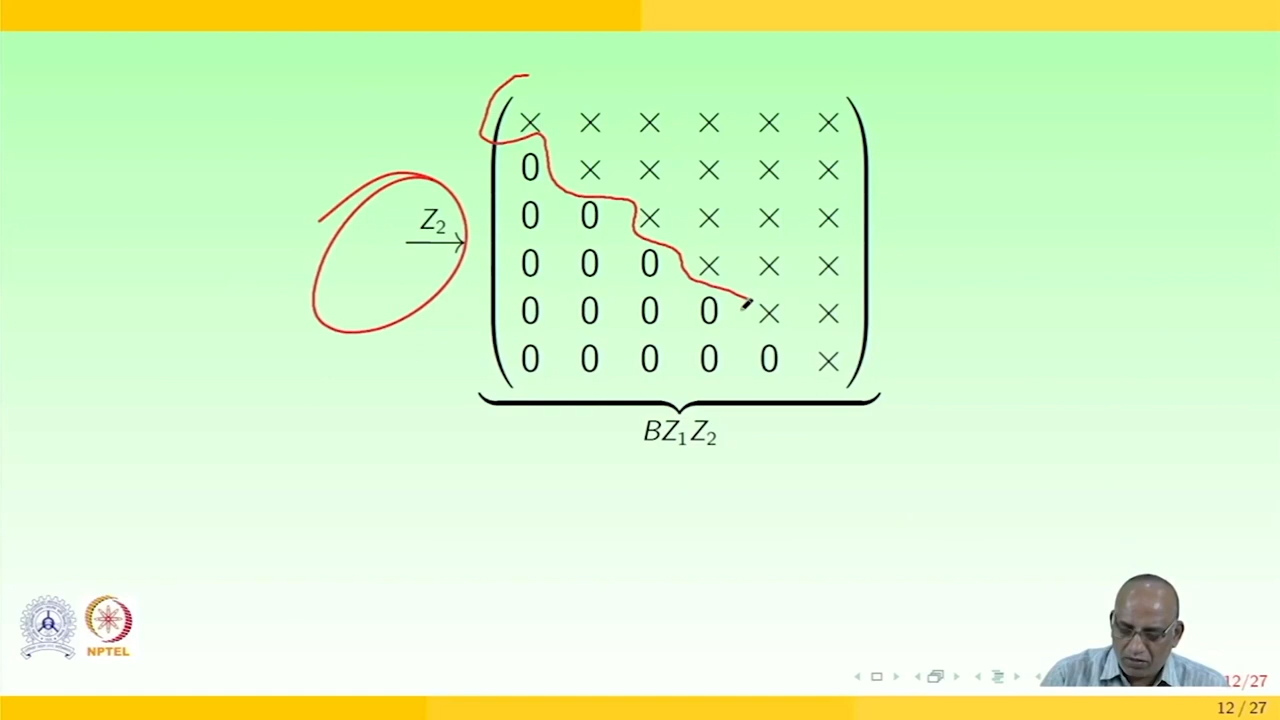 × × × × × ×
0 × × × × ×
Z₂ → 0 0 × × × ×
0 0 0 × × ×
0 0 0 0 × ×
0 0 0 0 0 ×
BZ₁Z₂
NPTEL
12/27
12 / 27